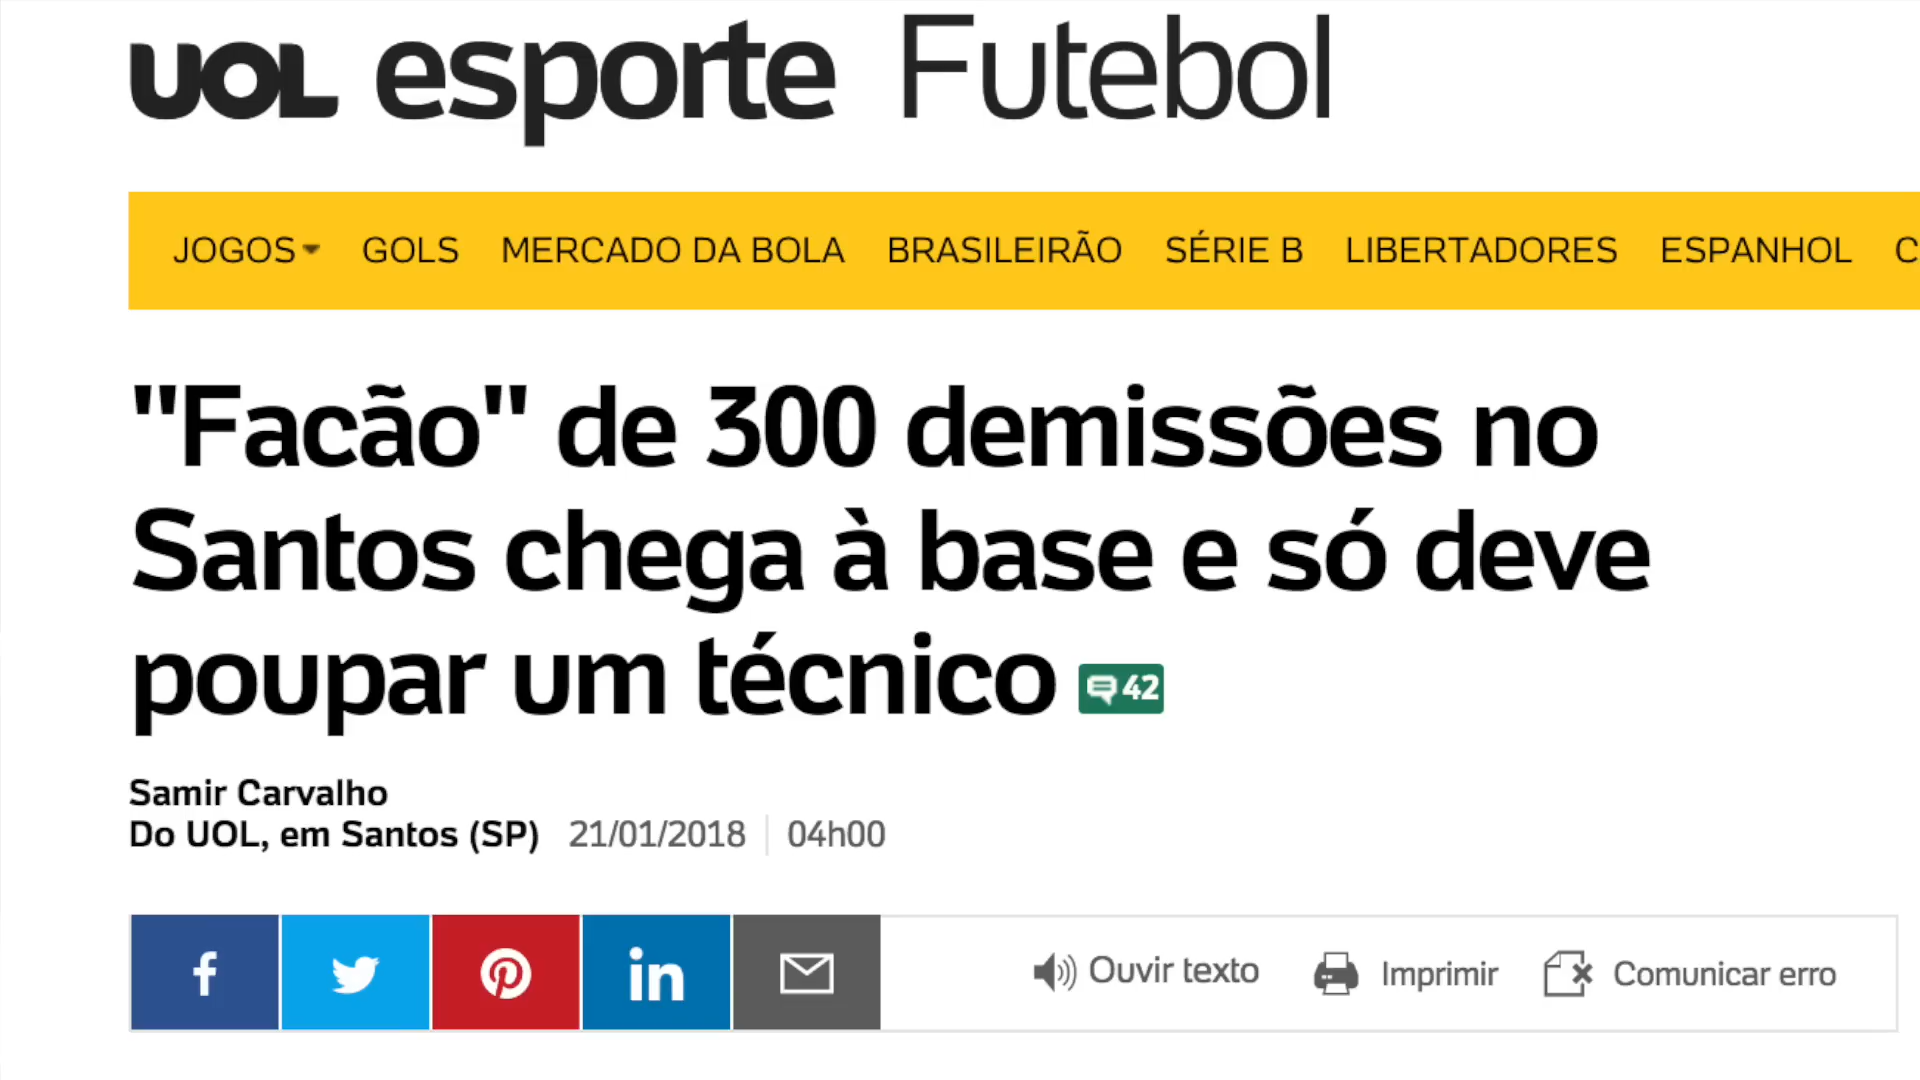 UOL esporte Futebol
JOGOS GOLS MERCADO DA BOLA BRASILEIRÃO SÉRIE B LIBERTADORES ESPANHOL C
"Facão" de 300 demissões no
Santos chega à base e só deve
poupar um técnico 42
Samir Carvalho
Do UOL, em Santos (SP) 21/01/2018 04h00
f in Ouvir texto Imprimir Comunicar erro